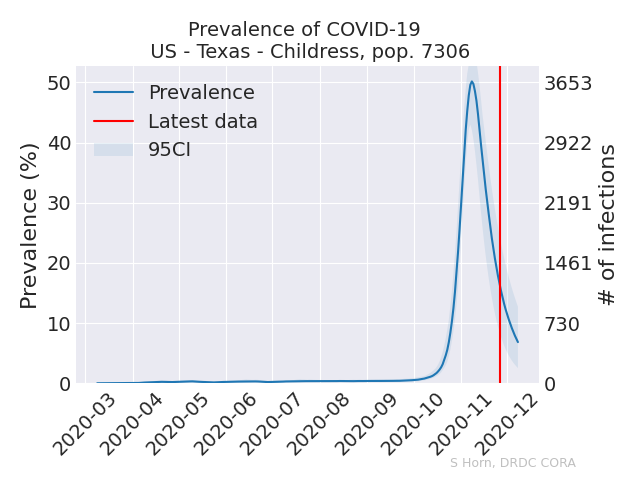 Prevalence of COVID-19
US - Texas - Childress, pop. 7306
Prevalence (%)
50
40
30
20
10
0
Prevalence
Latest data
95CI
3653
2922
2191
1461
730
0
# of infections
2020-03
2020-04
2020-05
2020-06
2020-07
2020-08
2020-09
2020-10
2020-11
2020-12
S Horn, DRDC CORA